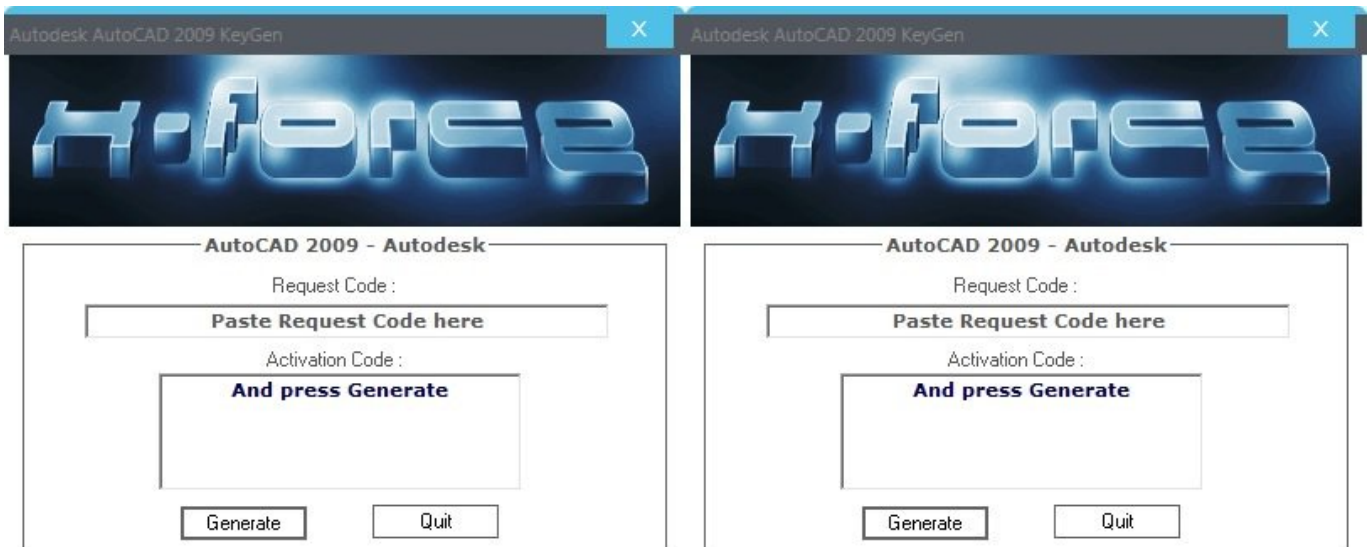 Autodesk AutoCAD 2009 KeyGen
X
x-force
AutoCAD 2009 - Autodesk
Request Code :
Paste Request Code here
Activation Code :
And press Generate
Generate
Quit
Autodesk AutoCAD 2009 KeyGen
X
x-force
AutoCAD 2009 - Autodesk
Request Code :
Paste Request Code here
Activation Code :
And press Generate
Generate
Quit